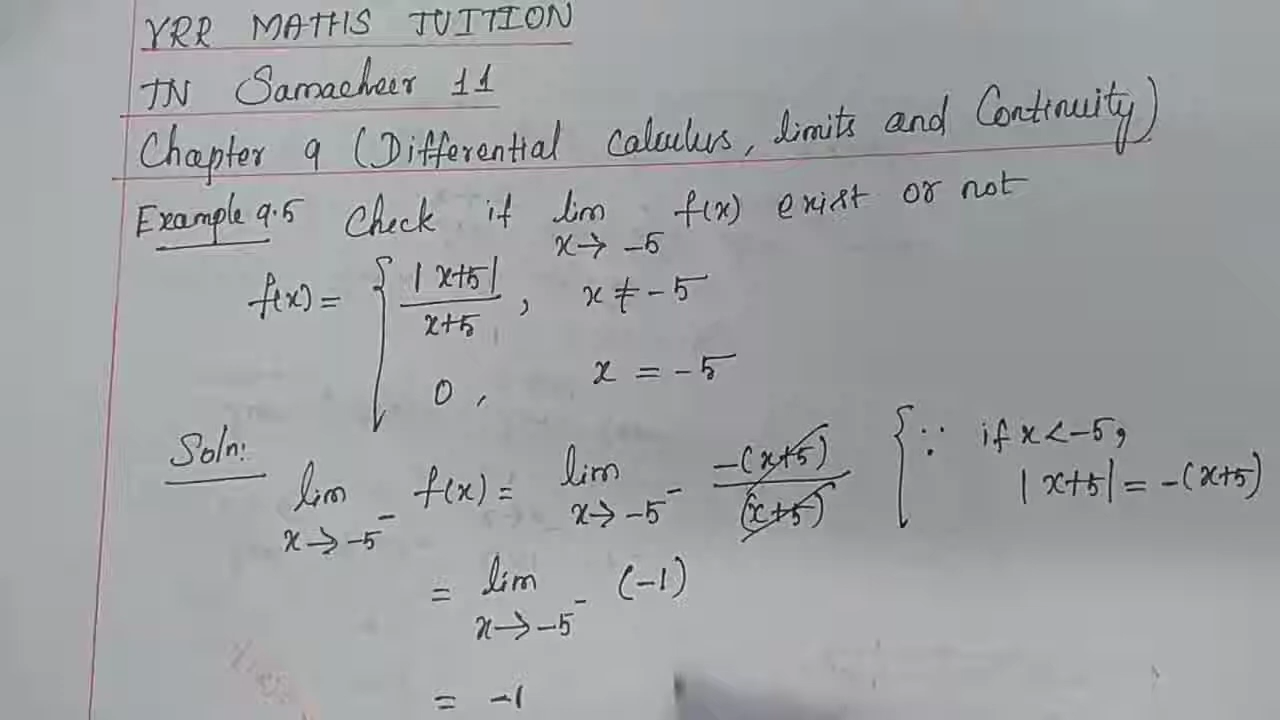 YRR MATHS TUITION
TN Samacheer 11
Chapter 9 (Differential Calculus, limits and Continuity)
Example 9.5 Check if lim x→ -5 f(x) exist or not
f(x) = { |x+5| / x+5 , x ≠ -5
0 , x = -5
Soln:
lim x→ -5⁻ f(x) = lim x→ -5⁻ -(x+5) / (x+5) { ∵ if x < -5, |x+5| = -(x+5)
= lim x→ -5⁻ (-1)
= -1